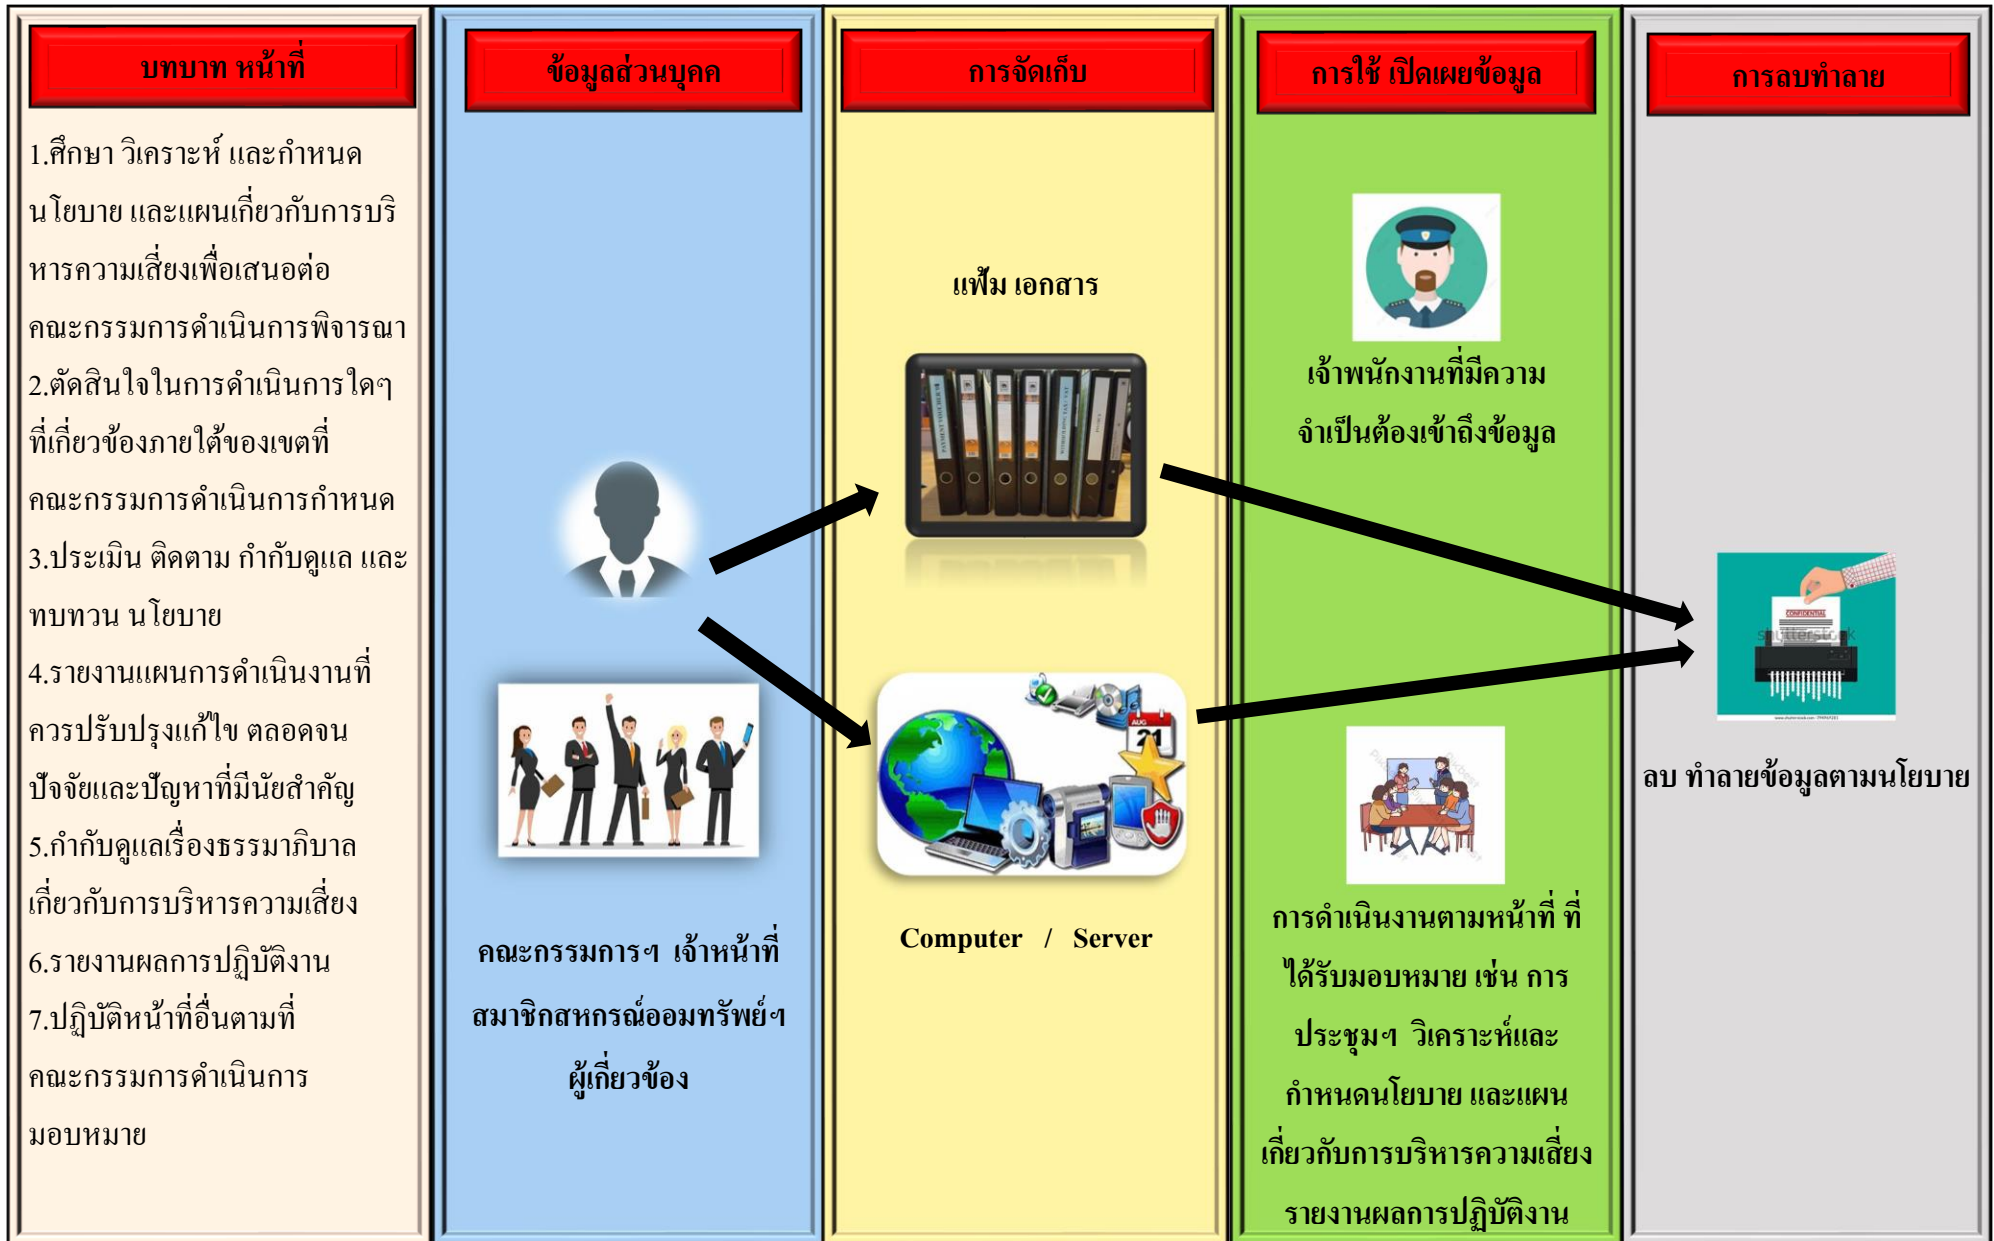 บทบาท หน้าที่
1.ศึกษา วิเคราะห์ และกำหนด
นโยบาย และแผนเกี่ยวกับการบริ
หารความเสี่ยงเพื่อเสนอต่อ
คณะกรรมการดำเนินการพิจารณา
2.ตัดสินใจในการดำเนินการใดๆ
ที่เกี่ยวข้องภายใต้ของเขตที่
คณะกรรมการดำเนินการกำหนด
3.ประเมิน ติดตาม กำกับดูแล และ
ทบทวน นโยบาย
4.รายงานแผนการดำเนินงานที่
ควรปรับปรุงแก้ไข ตลอดจน
ปัจจัยและปัญหาที่มีนัยสำคัญ
5.กำกับดูแลเรื่องธรรมาภิบาล
เกี่ยวกับการบริหารความเสี่ยง
6.รายงานผลการปฏิบัติงาน
7.ปฏิบัติหน้าที่อื่นตามที่
คณะกรรมการดำเนินการ
มอบหมาย
ข้อมูลส่วนบุคค
คณะกรรมการฯ เจ้าหน้าที่
สมาชิกสหกรณ์ออมทรัพย์ฯ
ผู้เกี่ยวข้อง
การจัดเก็บ
แฟ้ม เอกสาร
AUG
21
Computer / Server
การใช้ เปิดเผยข้อมูล
เจ้าพนักงานที่มีความ
จำเป็นต้องเข้าถึงข้อมูล
การดำเนินงานตามหน้าที่ ที่
ได้รับมอบหมาย เช่น การ
ประชุมฯ วิเคราะห์และ
กำหนดนโยบาย และแผน
เกี่ยวกับการบริหารความเสี่ยง
รายงานผลการปฏิบัติงาน
การลบทำลาย
CONFIDENTIAL
shutterstock
ลบ ทำลายข้อมูลตามนโยบาย